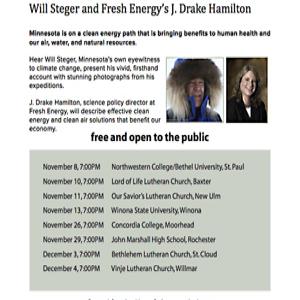 Will Steger and Fresh Energy's J. Drake Hamilton
Minnesota is on a clean energy path that is bringing benefits to human health and
our air, water, and natural resources.
Hear Will Steger, Minnesota's own eyewitness
to climate change, present his vivid, firsthand
account with stunning photographs from his
expeditions.
J. Drake Hamilton, science policy director at
Fresh Energy, will describe effective clean
energy and clean air solutions that benefit our
economy.
free and open to the public
November 8, 7:00PM Northwestern College/Bethel University, St. Paul
November 10, 7:00PM Lord of Life Lutheran Church, Baxter
November 11, 7:00PM Our Savior's Lutheran Church, New Ulm
November 13, 7:00PM Winona State University, Winona
November 26, 7:00PM Concordia College, Moorhead
November 29, 7:00PM John Marshall High School, Rochester
December 3, 7:00PM Bethlehem Lutheran Church, St. Cloud
December 4, 7:00PM Vinje Lutheran Church, Willmar